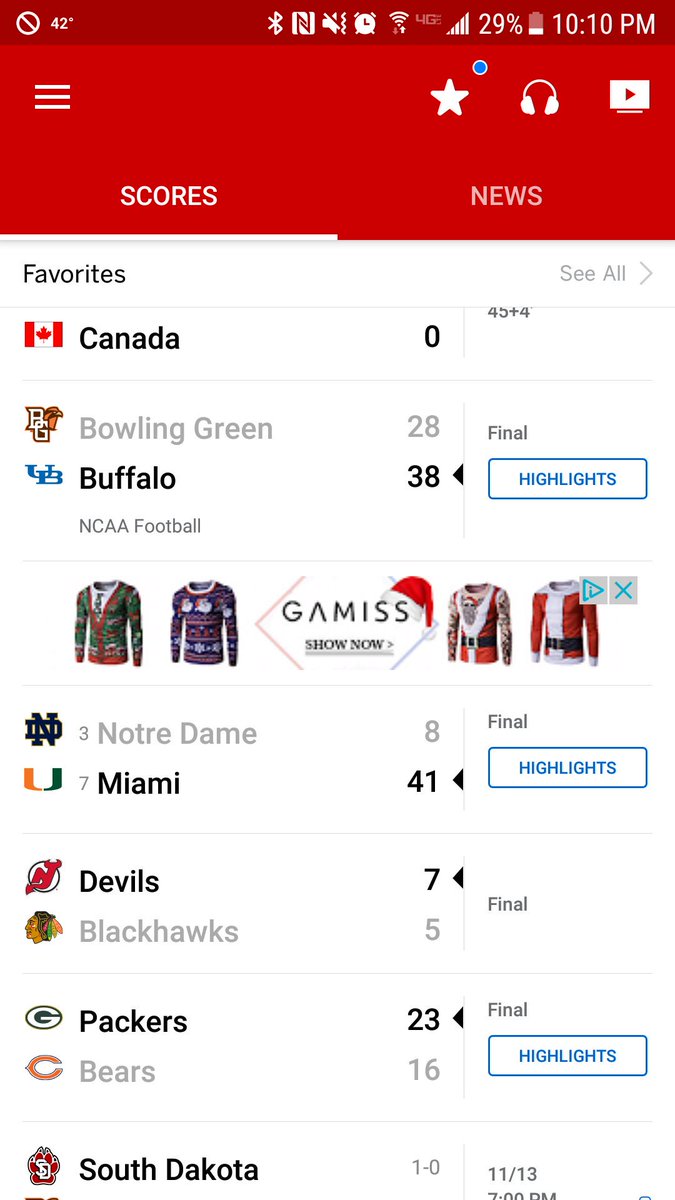 42°
4G
29%
10:10 PM
SCORES
NEWS
Favorites
See All
45+4'
Canada
0
Bowling Green
28
Final
Buffalo
38
HIGHLIGHTS
NCAA Football
GAMISS
SHOW NOW >
3 Notre Dame
8
Final
7 Miami
41
HIGHLIGHTS
Devils
7
Final
Blackhawks
5
Packers
23
Final
Bears
16
HIGHLIGHTS
South Dakota
1-0
11/13
7:00 PM